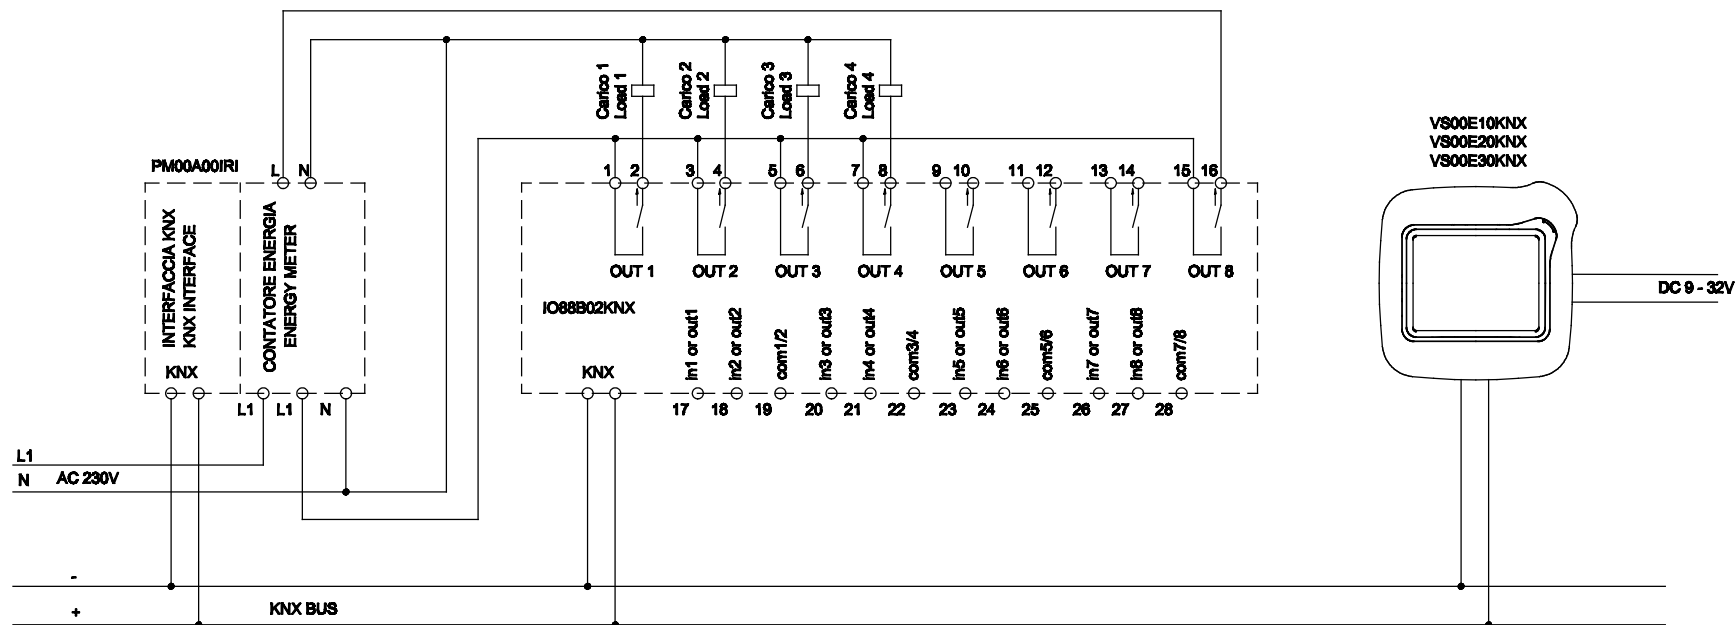 Carico 1
Load 1
Carico 2
Load 2
Carico 3
Load 3
Carico 4
Load 4
VS00E10KNX
VS00E20KNX
VS00E30KNX
PM00A00IRI
L N
1 2 3 4 5 6 7 8 9 10 11 12 13 14 15 16
INTERFACCIA KNX
KNX INTERFACE
CONTATORE ENERGIA
ENERGY METER
OUT 1 OUT 2 OUT 3 OUT 4 OUT 5 OUT 6 OUT 7 OUT 8
DC 9 - 32V
IO88B02KNX
in1 or out1
in2 or out2
com1/2
in3 or out3
in4 or out4
com3/4
in5 or out5
in6 or out6
com5/6
in7 or out7
in8 or out8
com7/8
KNX
KNX
L1 L1 N
17 18 19 20 21 22 23 24 25 26 27 28
L1
N AC 230V
-
+ KNX BUS